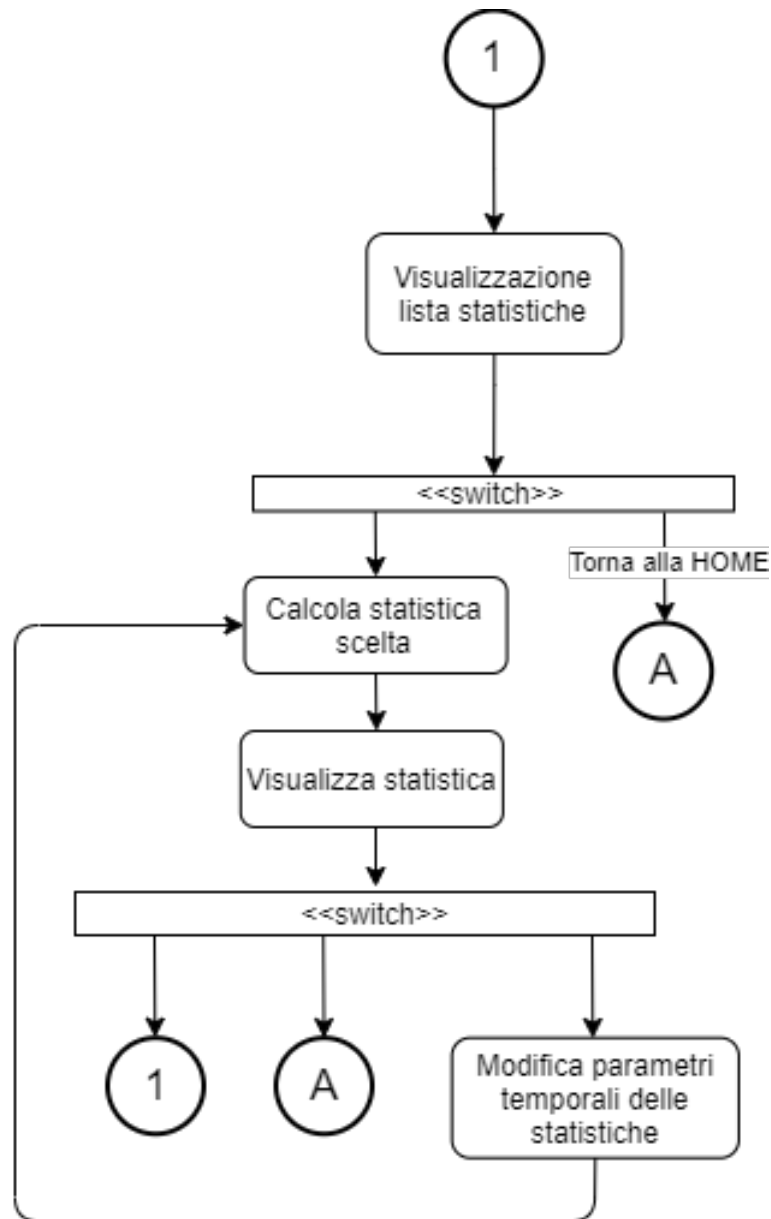 1
Visualizzazione
lista statistiche
<<switch>>
Torna alla HOME
Calcola statistica
scelta
A
Visualizza statistica
<<switch>>
1
A
Modifica parametri
temporali delle
statistiche